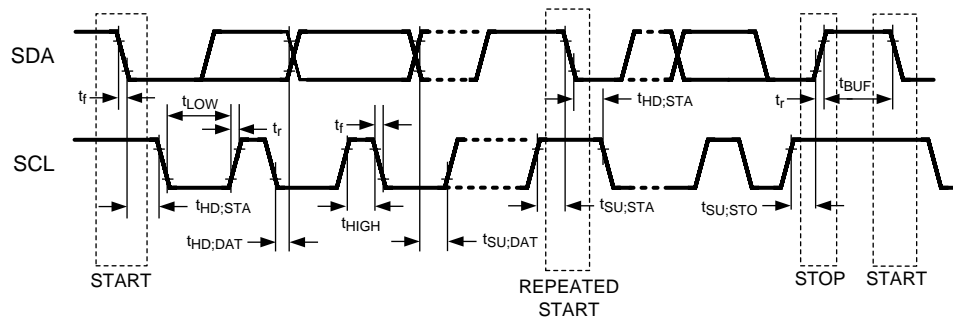 SDA
t_f
t_LOW
t_r
t_f
t_HD;STA
t_r
t_BUF
SCL
t_HD;STA
t_HD;DAT
t_HIGH
t_SU;DAT
t_SU;STA
t_SU;STO
START
REPEATED
START
STOP
START